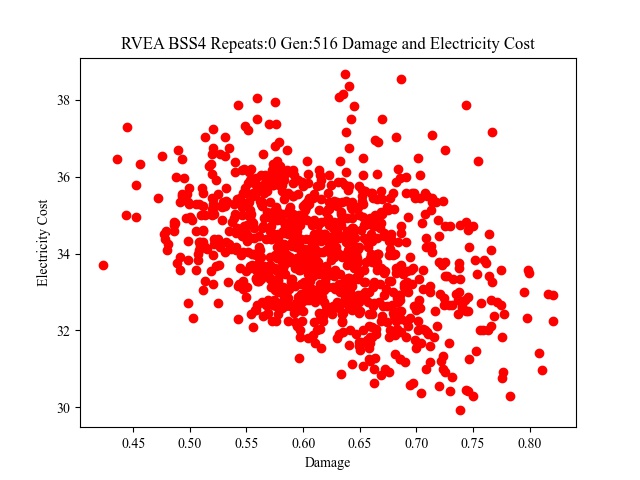 RVEA BSS4 Repeats:0 Gen:516 Damage and Electricity Cost
38
36
34
32
30
Electricity Cost
0.45 0.50 0.55 0.60 0.65 0.70 0.75 0.80
Damage